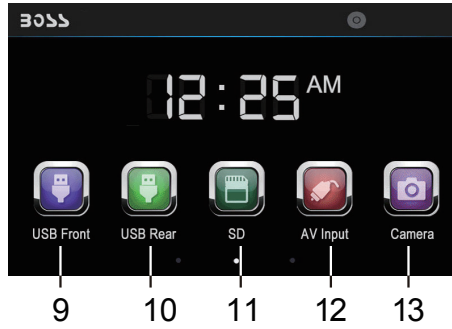 BOSS
12:25 AM
USB Front USB Rear SD AV Input Camera
9 10 11 12 13